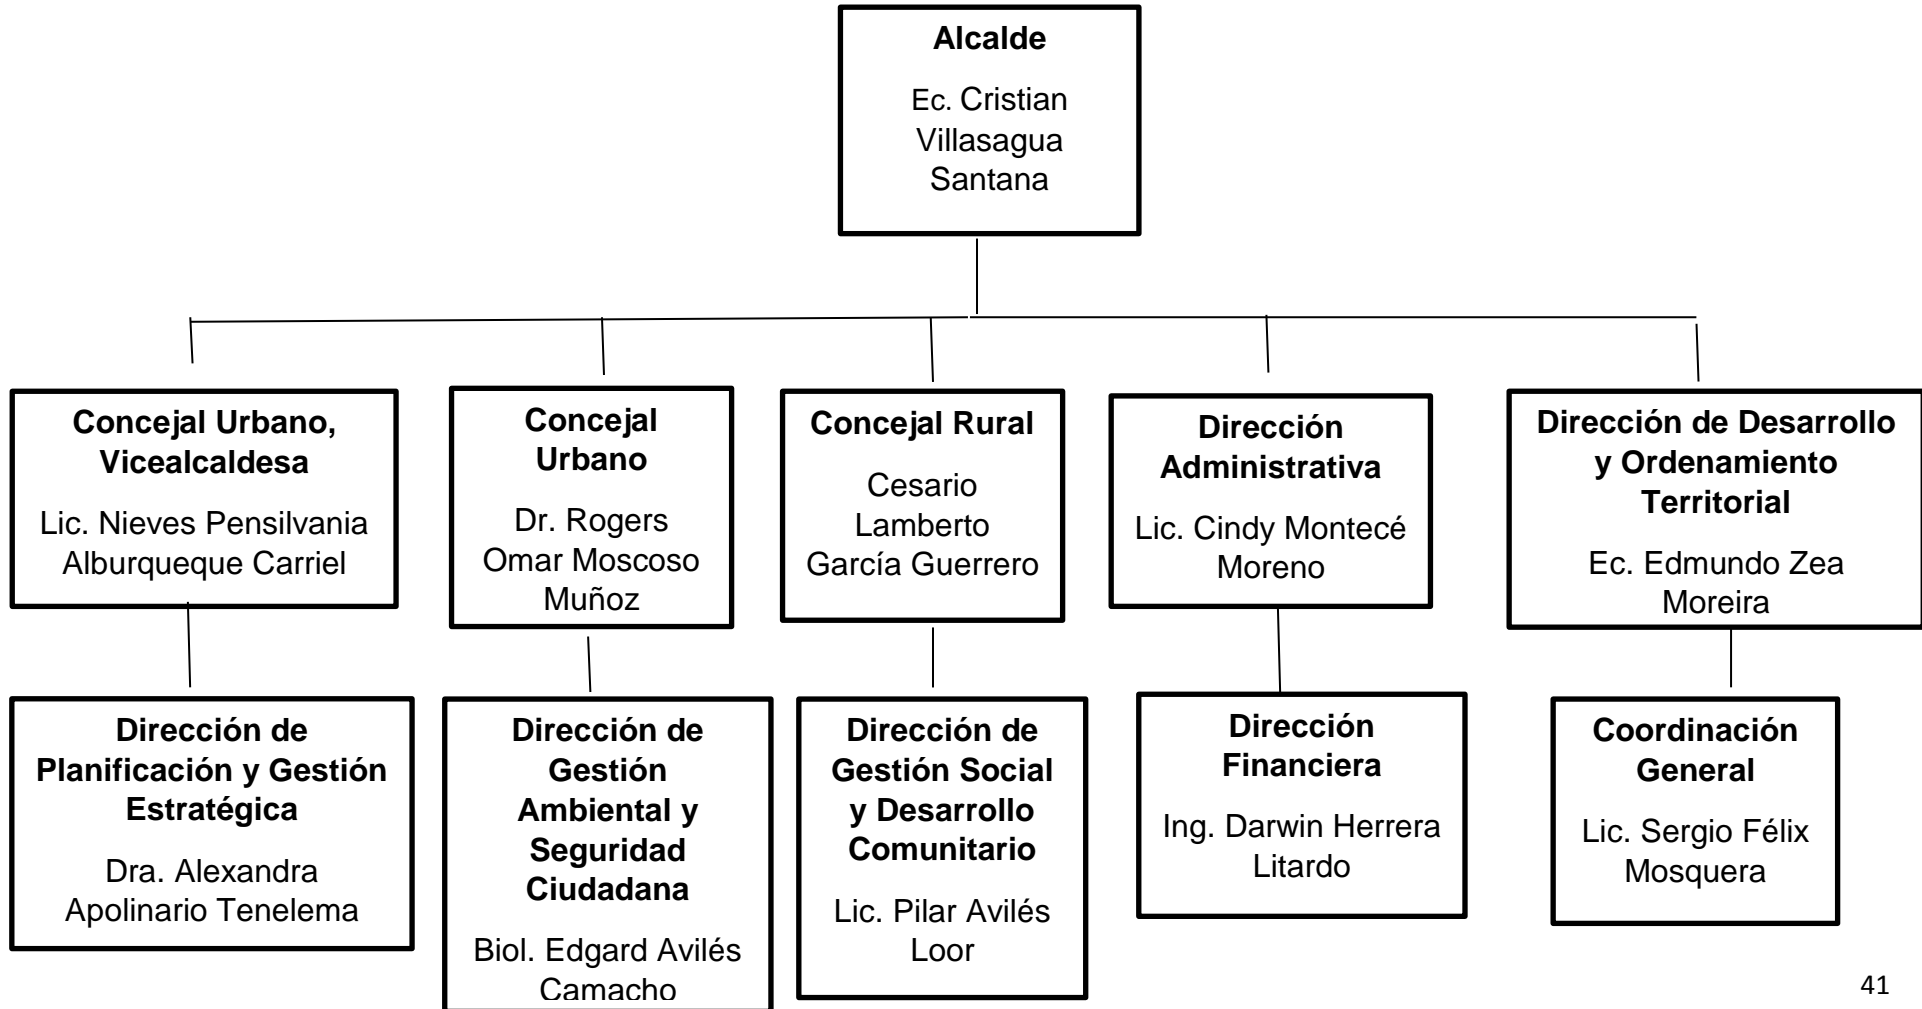 Alcalde
Ec. Cristian
Villasagua
Santana
Concejal Urbano,
Vicealcaldesa
Lic. Nieves Pensilvania
Alburqueque Carriel
Concejal
Urbano
Dr. Rogers
Omar Moscoso
Muñoz
Concejal Rural
Cesario
Lamberto
García Guerrero
Dirección
Administrativa
Lic. Cindy Montecé
Moreno
Dirección de Desarrollo
y Ordenamiento
Territorial
Ec. Edmundo Zea
Moreira
Dirección de
Planificación y Gestión
Estratégica
Dra. Alexandra
Apolinario Tenelema
Dirección de
Gestión
Ambiental y
Seguridad
Ciudadana
Biol. Edgard Avilés
Camacho
Dirección de
Gestión Social
y Desarrollo
Comunitario
Lic. Pilar Avilés
Loor
Dirección
Financiera
Ing. Darwin Herrera
Litardo
Coordinación
General
Lic. Sergio Félix
Mosquera
41